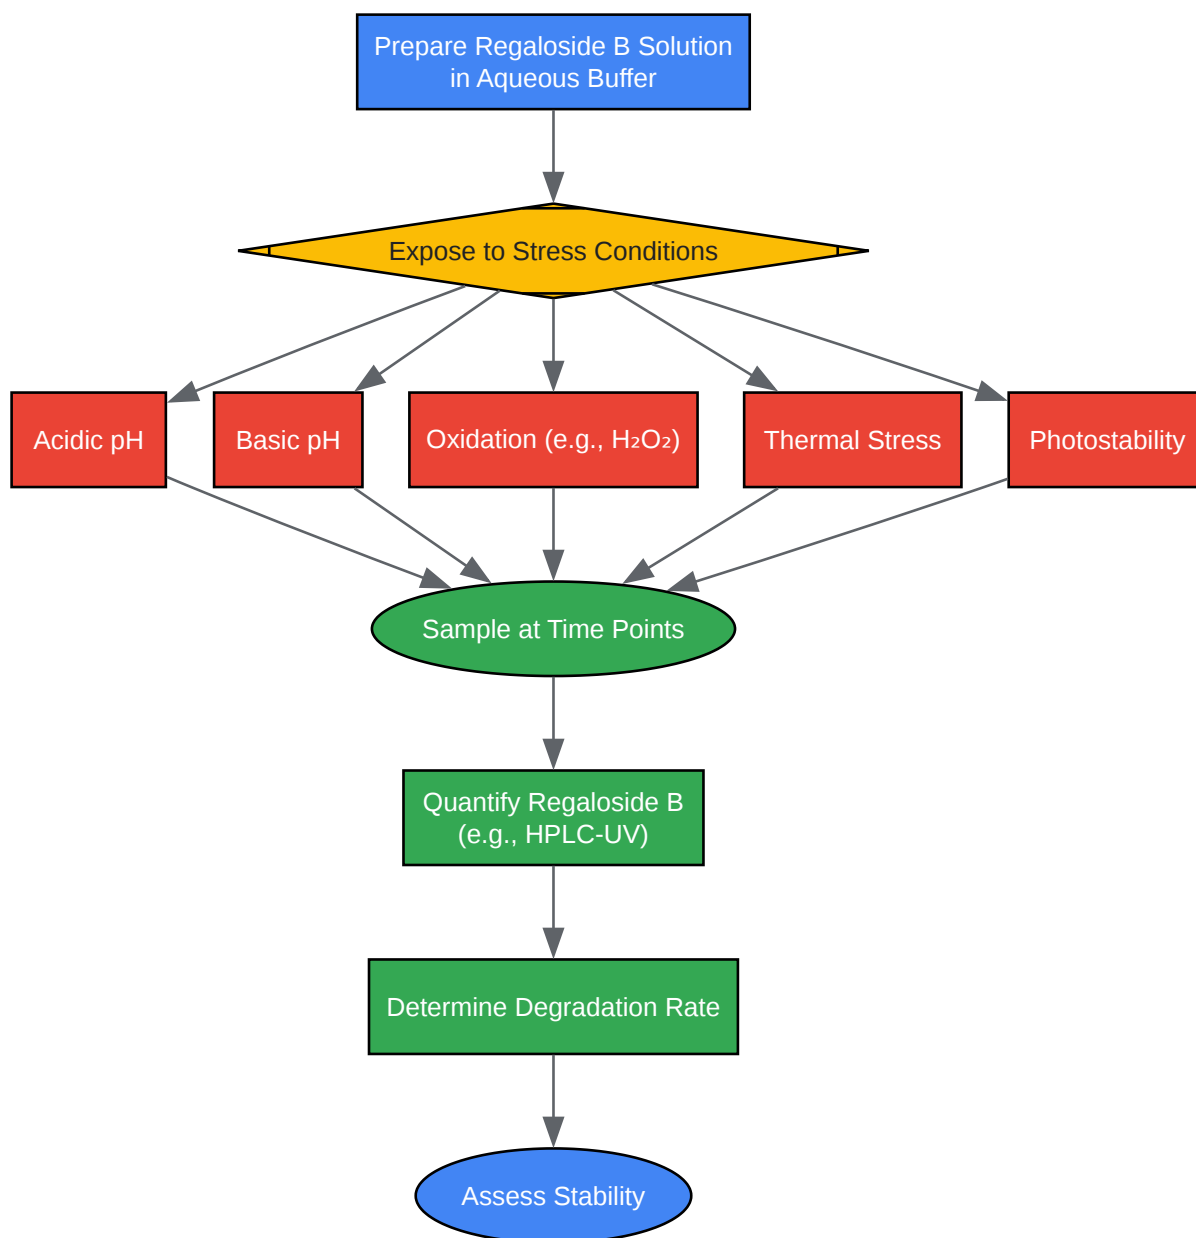 Prepare Regaloside B Solution
in Aqueous Buffer
Expose to Stress Conditions
Acidic pH
Basic pH
Oxidation (e.g., H₂O₂)
Thermal Stress
Photostability
Sample at Time Points
Quantify Regaloside B
(e.g., HPLC-UV)
Determine Degradation Rate
Assess Stability